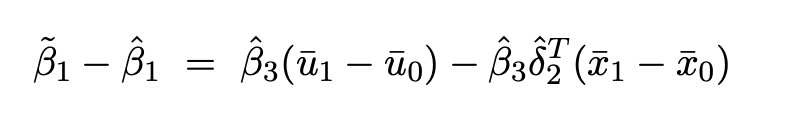 β̃₁ − β̂₁ = β̂₃(ū₁ − ū₀) − β̂₃δ̂₂ᵀ(x̄₁ − x̄₀)